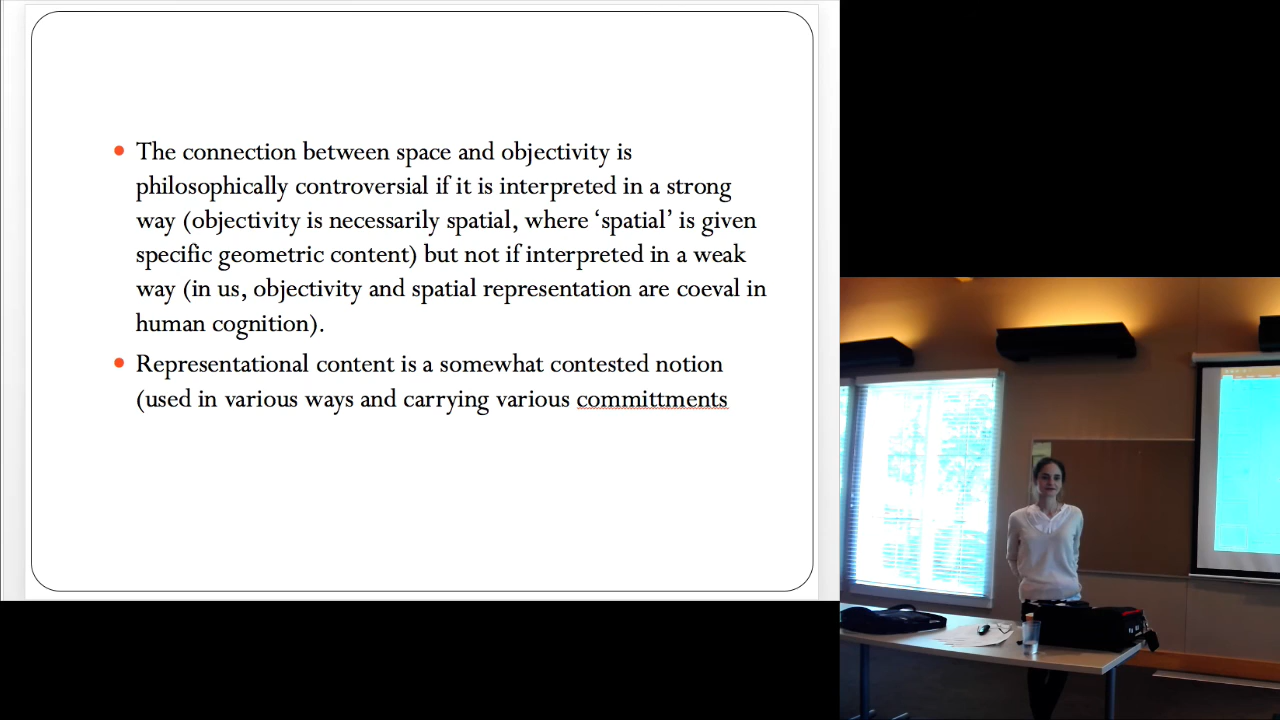 The connection between space and objectivity is
philosophically controversial if it is interpreted in a strong
way (objectivity is necessarily spatial, where ‘spatial’ is given
specific geometric content) but not if interpreted in a weak
way (in us, objectivity and spatial representation are coeval in
human cognition).
Representational content is a somewhat contested notion
(used in various ways and carrying various committments